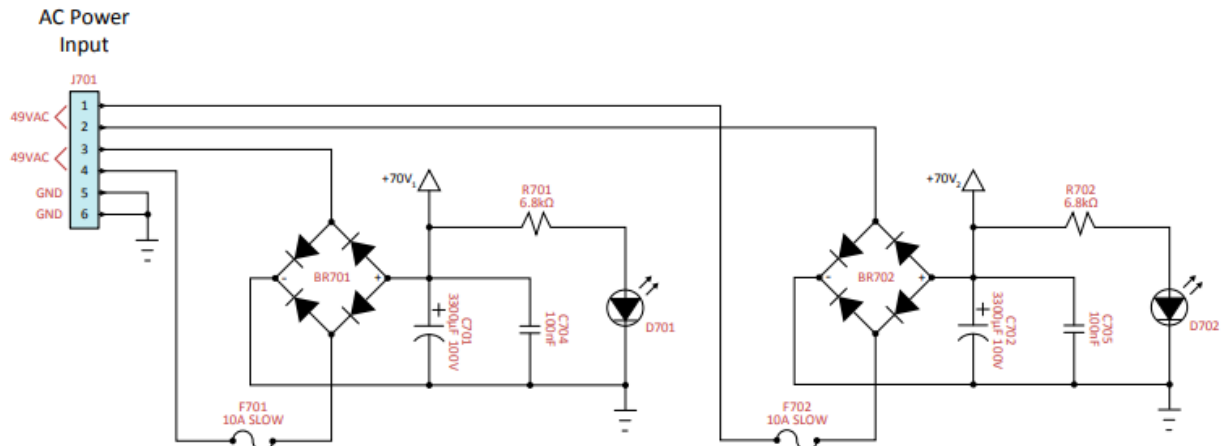 AC Power
Input
J701
1
49VAC
2
3
49VAC
4
GND 5
GND 6
+70V₁
R701
6.8kΩ
BR701
-
+
+
C701
3300µF 100V
C704
100nF
D701
F701
10A SLOW
+70V₂
R702
6.8kΩ
BR702
-
+
+
C702
3300µF 100V
C705
100nF
D702
F702
10A SLOW